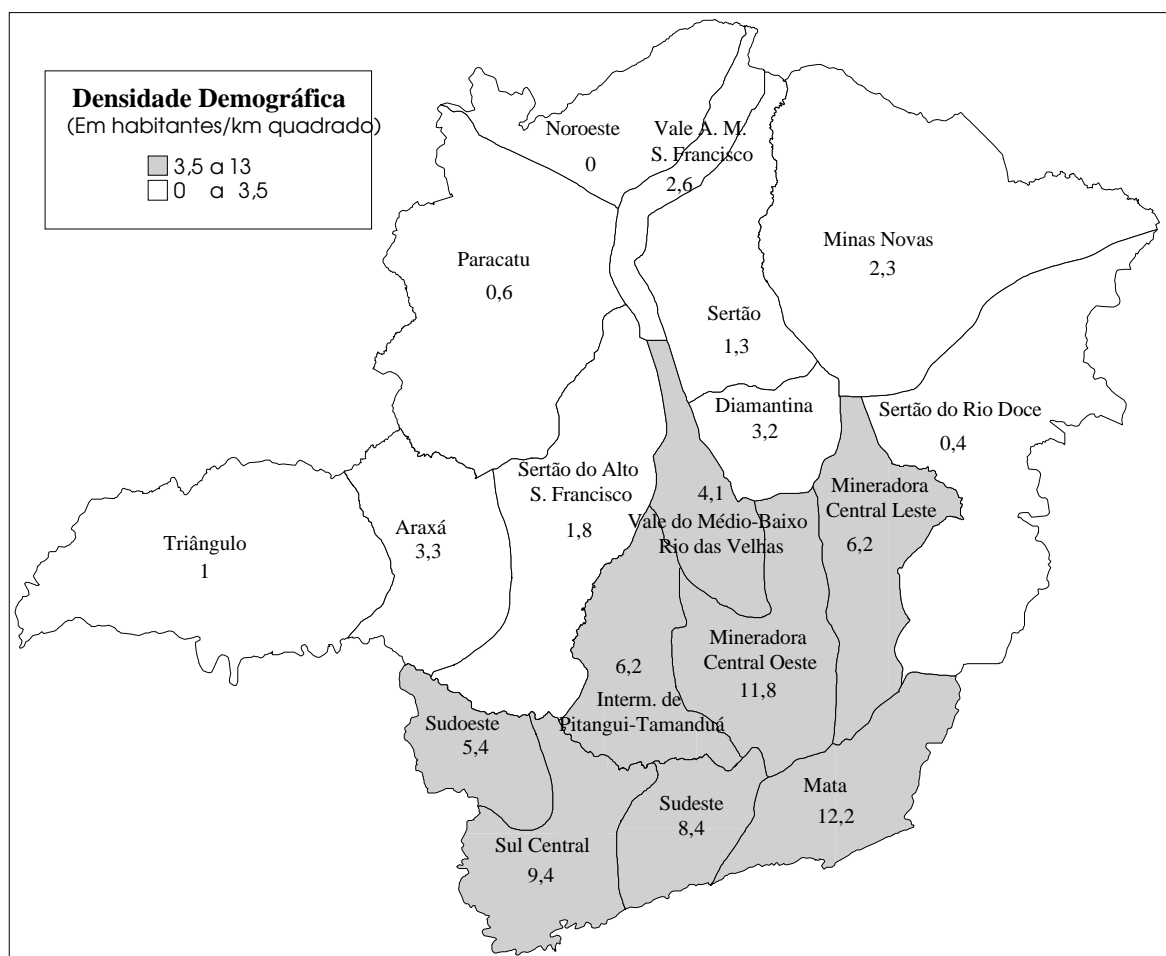 Densidade Demográfica
(Em habitantes/km quadrado)
3,5 a 13
0 a 3,5
Noroeste
0
Vale A. M.
S. Francisco
2,6
Minas Novas
2,3
Paracatu
0,6
Sertão
1,3
Diamantina
3,2
Sertão do Rio Doce
0,4
Sertão do Alto
S. Francisco
1,8
4,1
Vale do Médio-Baixo
Rio das Velhas
Mineradora
Central Leste
6,2
Araxá
3,3
Triângulo
1
Mineradora
Central Oeste
11,8
6,2
Interm. de
Pitangui-Tamanduá
Sudoeste
5,4
Mata
12,2
Sudeste
8,4
Sul Central
9,4